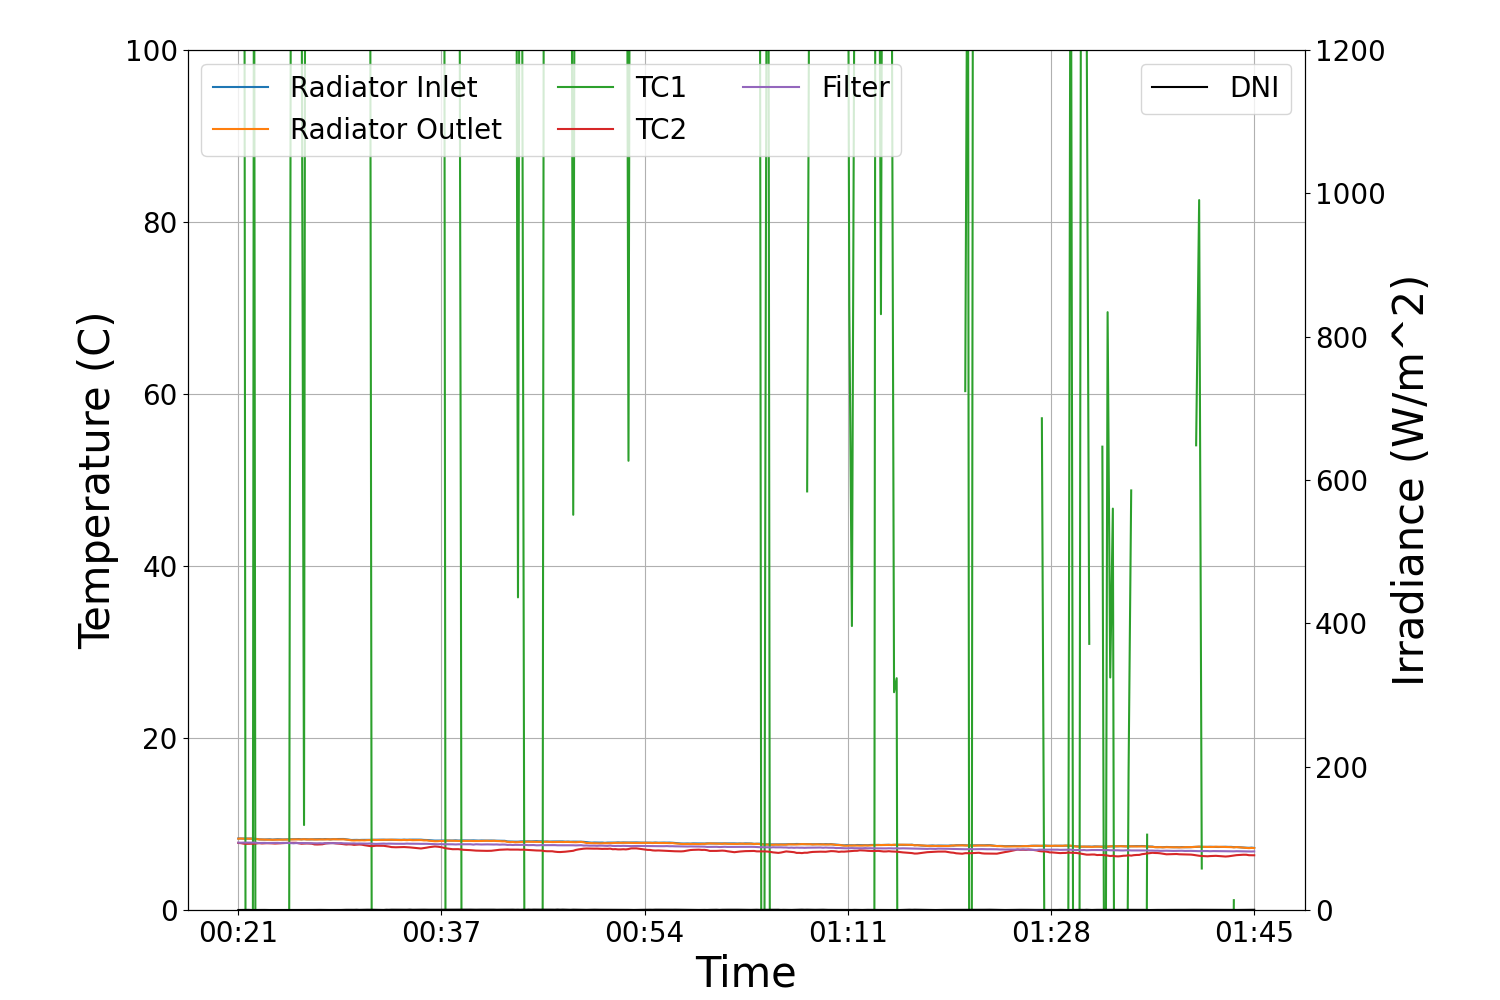 Radiator Inlet
Radiator Outlet
TC1
TC2
Filter
DNI
100
80
60
40
20
0
Temperature (C)
1200
1000
800
600
400
200
0
Irradiance (W/m^2)
00:21 00:37 00:54 01:11 01:28 01:45
Time